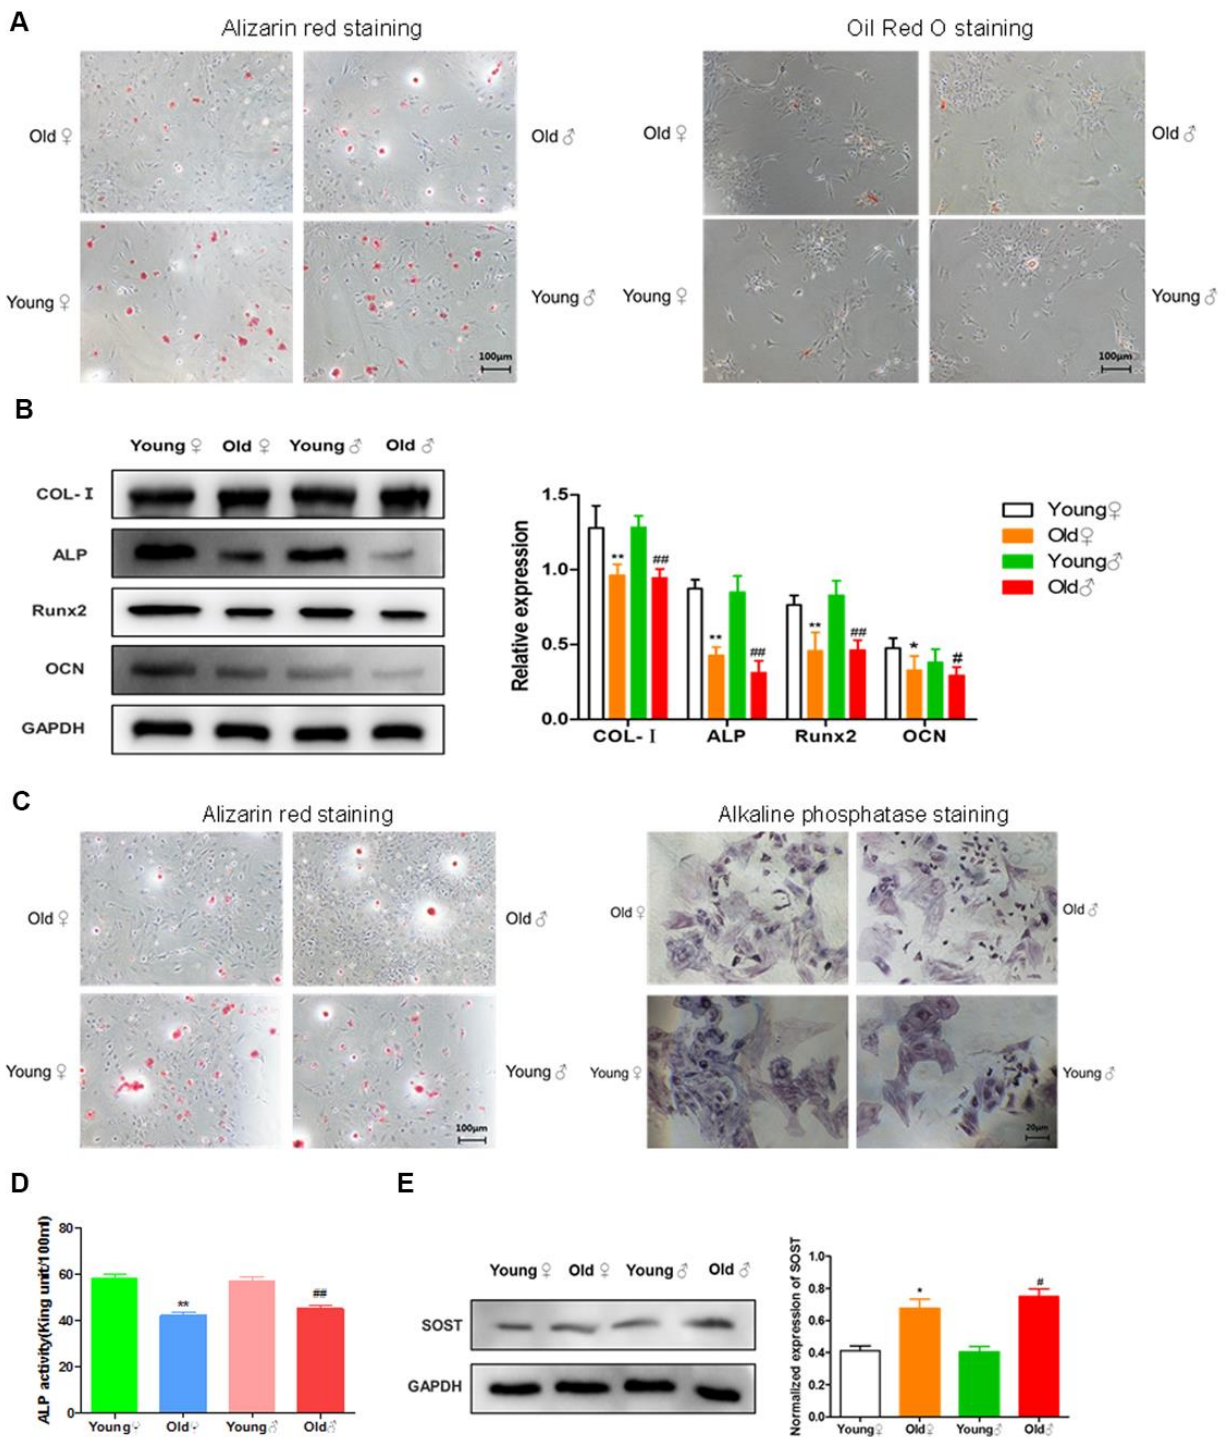 A
Alizarin red staining
Oil Red O staining
Old ♀
Old ♂
Old ♀
Old ♂
Young ♀
Young ♂
Young ♀
Young ♂
100μm
100μm
B
Young ♀ Old ♀ Young ♂ Old ♂
COL-Ⅰ
ALP
Runx2
OCN
GAPDH
Relative expression
1.5
1.0
0.5
0.0
** ##
** ##
** ##
* #
COL-Ⅰ ALP Runx2 OCN
Young♀
Old♀
Young♂
Old♂
C
Alizarin red staining
Alkaline phosphatase staining
Old ♀
Old ♂
Old ♀
Old ♂
Young ♀
Young ♂
Young ♀
Young ♂
100μm
20μm
D
ALP activity(King unit/100ml)
80
60
40
20
0
**
##
Young♀ Old♀ Young♂ Old♂
E
Young ♀ Old ♀ Young ♂ Old ♂
SOST
GAPDH
Normalized expression of SOST
1.0
0.8
0.6
0.4
0.2
0.0
*
#
Young♀ Old♀ Young♂ Old♂